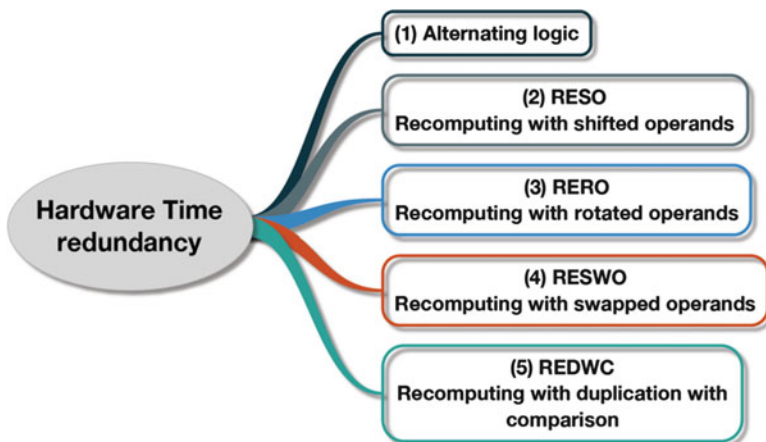 Hardware Time
redundancy
(1) Alternating logic
(2) RESO
Recomputing with shifted operands
(3) RERO
Recomputing with rotated operands
(4) RESWO
Recomputing with swapped operands
(5) REDWC
Recomputing with duplication with
comparison